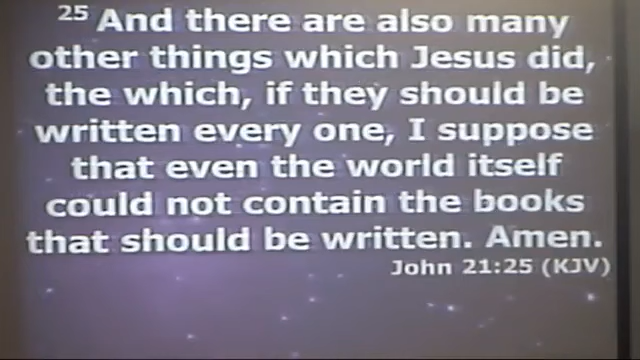 25 And there are also many
other things which Jesus did,
the which, if they should be
written every one, I suppose
that even the world itself
could not contain the books
that should be written. Amen.
John 21:25 (KJV)